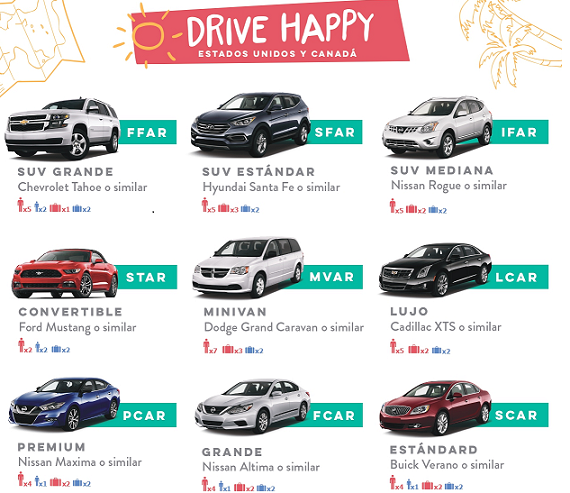 DRIVE HAPPY
ESTADOS UNIDOS Y CANADÁ
FFAR
SFAR
IFAR
SUV GRANDE
Chevrolet Tahoe o similar
x5 x2 x1 x2
SUV ESTÁNDAR
Hyundai Santa Fe o similar
x5 x3 x2
SUV MEDIANA
Nissan Rogue o similar
x5 x2 x2
STAR
MVAR
LCAR
CONVERTIBLE
Ford Mustang o similar
x2 x2 x2
MINIVAN
Dodge Grand Caravan o similar
x7 x3 x2
LUJO
Cadillac XTS o similar
x5 x2 x2
PCAR
FCAR
SCAR
PREMIUM
Nissan Maxima o similar
x4 x1 x2 x2
GRANDE
Nissan Altima o similar
x4 x1 x2 x2
ESTÁNDARD
Buick Verano o similar
x4 x1 x2 x2